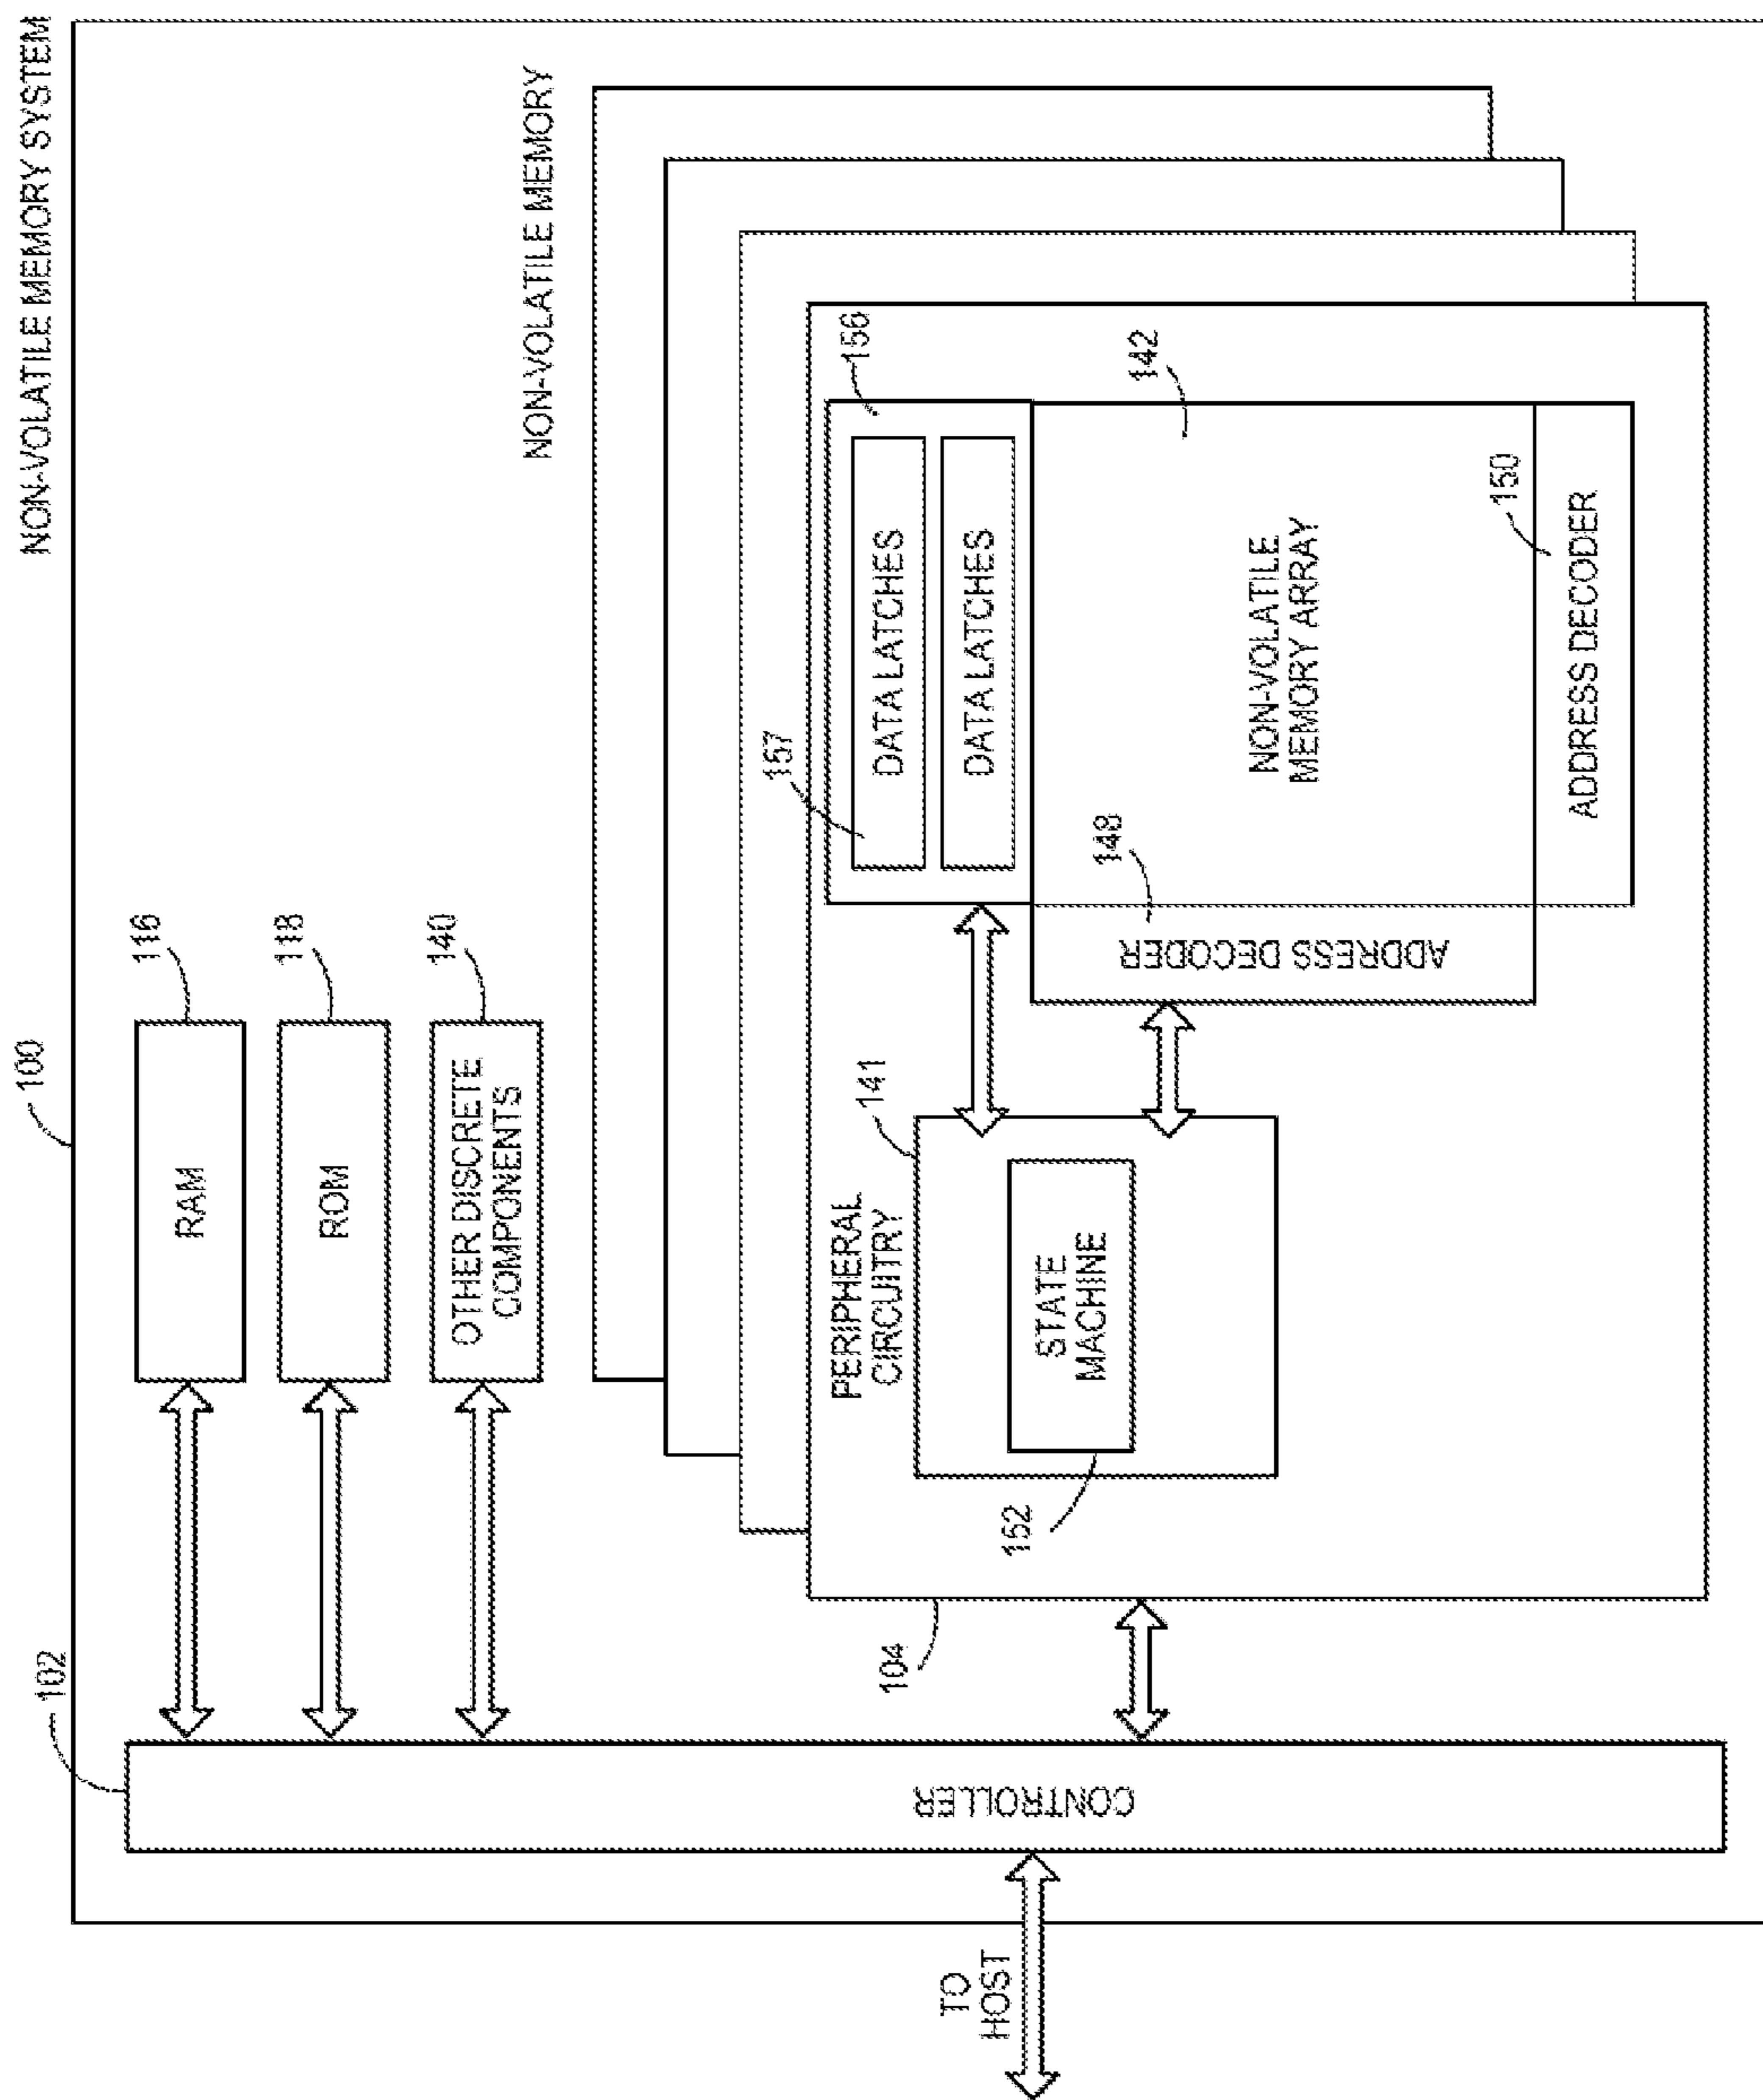 NON-VOLATILE MEMORY SYSTEM
100
102
116
RAM
118
ROM
140
OTHER DISCRETE
COMPONENTS
NON-VOLATILE MEMORY
CONTROLLER
TO
HOST
104
PERIPHERAL
CIRCUITRY
141
STATE
MACHINE
152
157
156
DATA LATCHES
DATA LATCHES
148
ADDRESS DECODER
142
NON-VOLATILE
MEMORY ARRAY
150
ADDRESS DECODER